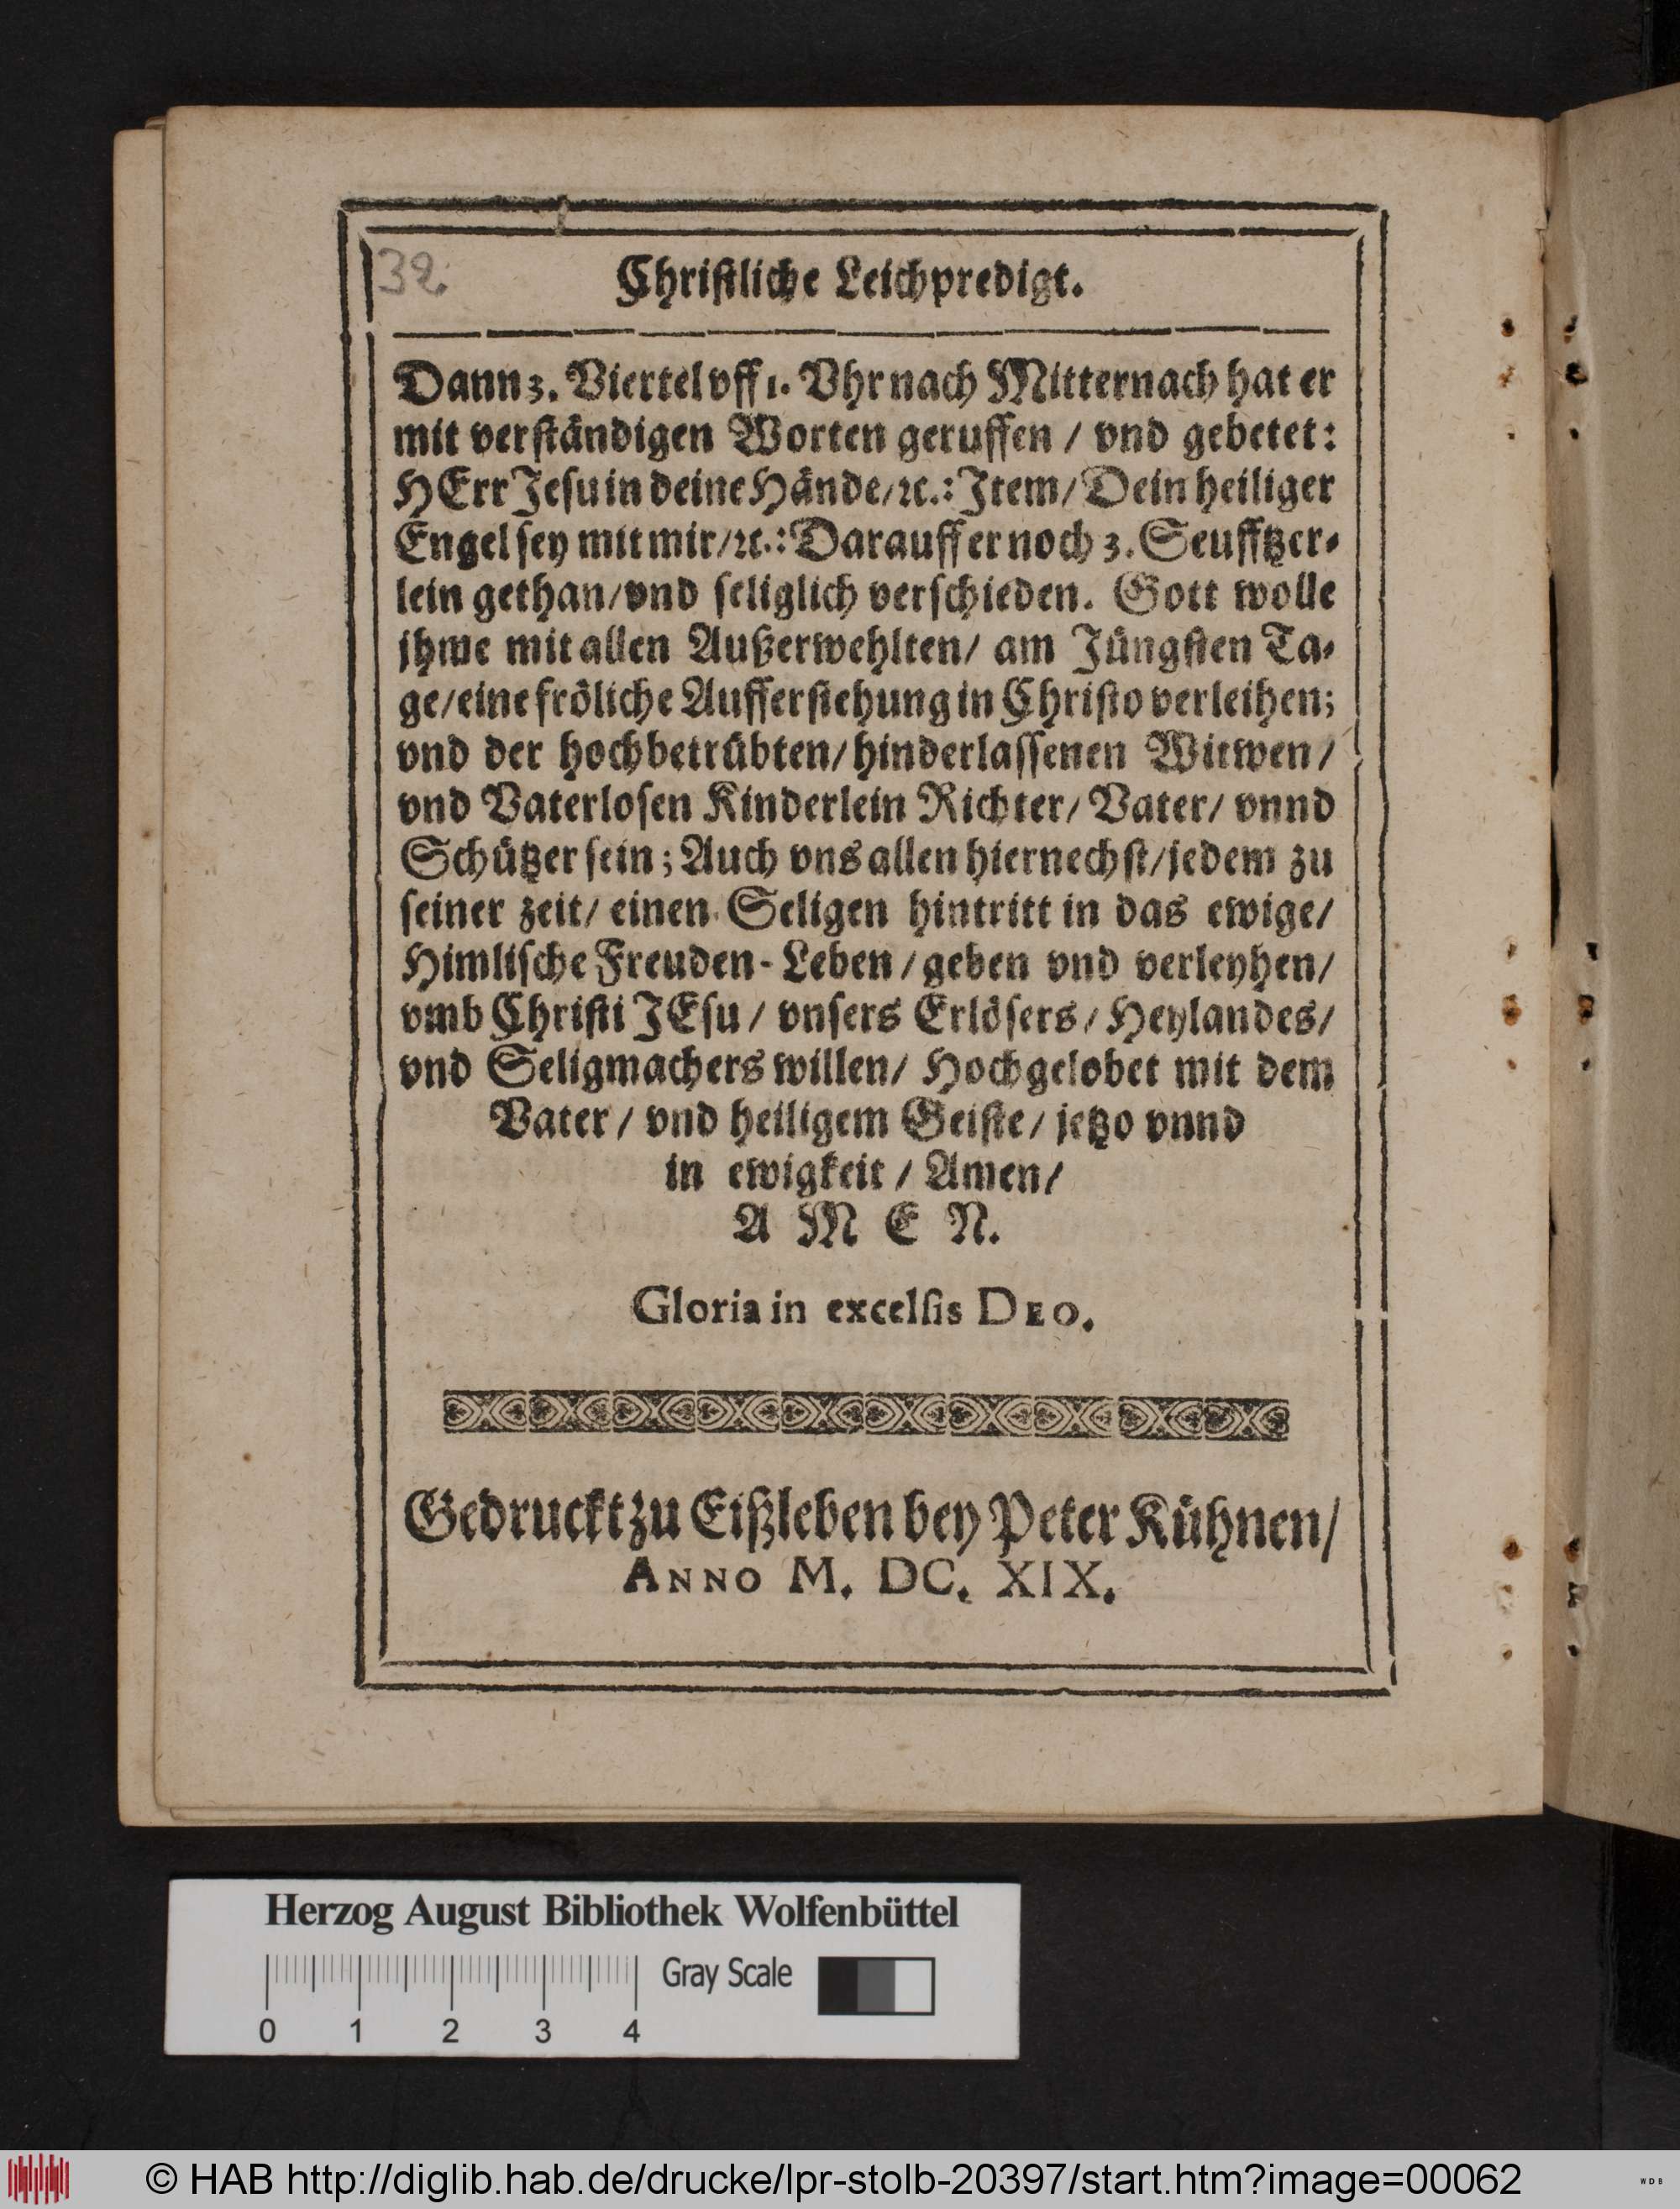 32.
Christliche Leichpredigt.
Dann 3. Viertel vff 1. Vhr nach Mitternach hat er
mit verständigen Worten geruffen / vnd gebetet:
HErr Jesu in deine Hände/ꝛc.: Item/ Dein heiliger
Engel sey mit mir/ꝛc.: Darauff er noch 3. Seufftzer-
lein gethan/vnd seliglich verschieden. Gott wolle
jhme mit allen Außerwehlten/ am Jüngsten Ta-
ge/eine fröliche Aufferstehung in Christo verleihen;
vnd der hochbetrübten/hinderlassenen Witwen/
vnd Vaterlosen Kinderlein Richter/ Vater/ vnnd
Schützer sein; Auch vns allen hiernechst/jedem zu
seiner zeit/ einen Seligen hintritt in das ewige/
Himlische Freuden-Leben/geben vnd verleyhen/
vmb Christi JEsu / vnsers Erlösers/Heylandes/
vnd Seligmachers willen/ Hochgelobet mit dem
Vater / vnd heiligem Geiste/ jetzo vnnd
in ewigkeit / Amen/
A M E N.
Gloria in excelsis DEO.
Gedruckt zu Eißleben bey Peter Kühnen/
ANNO M. DC. XIX.
Herzog August Bibliothek Wolfenbüttel
Gray Scale
0 1 2 3 4
© HAB http://diglib.hab.de/drucke/lpr-stolb-20397/start.htm?image=00062
WDB